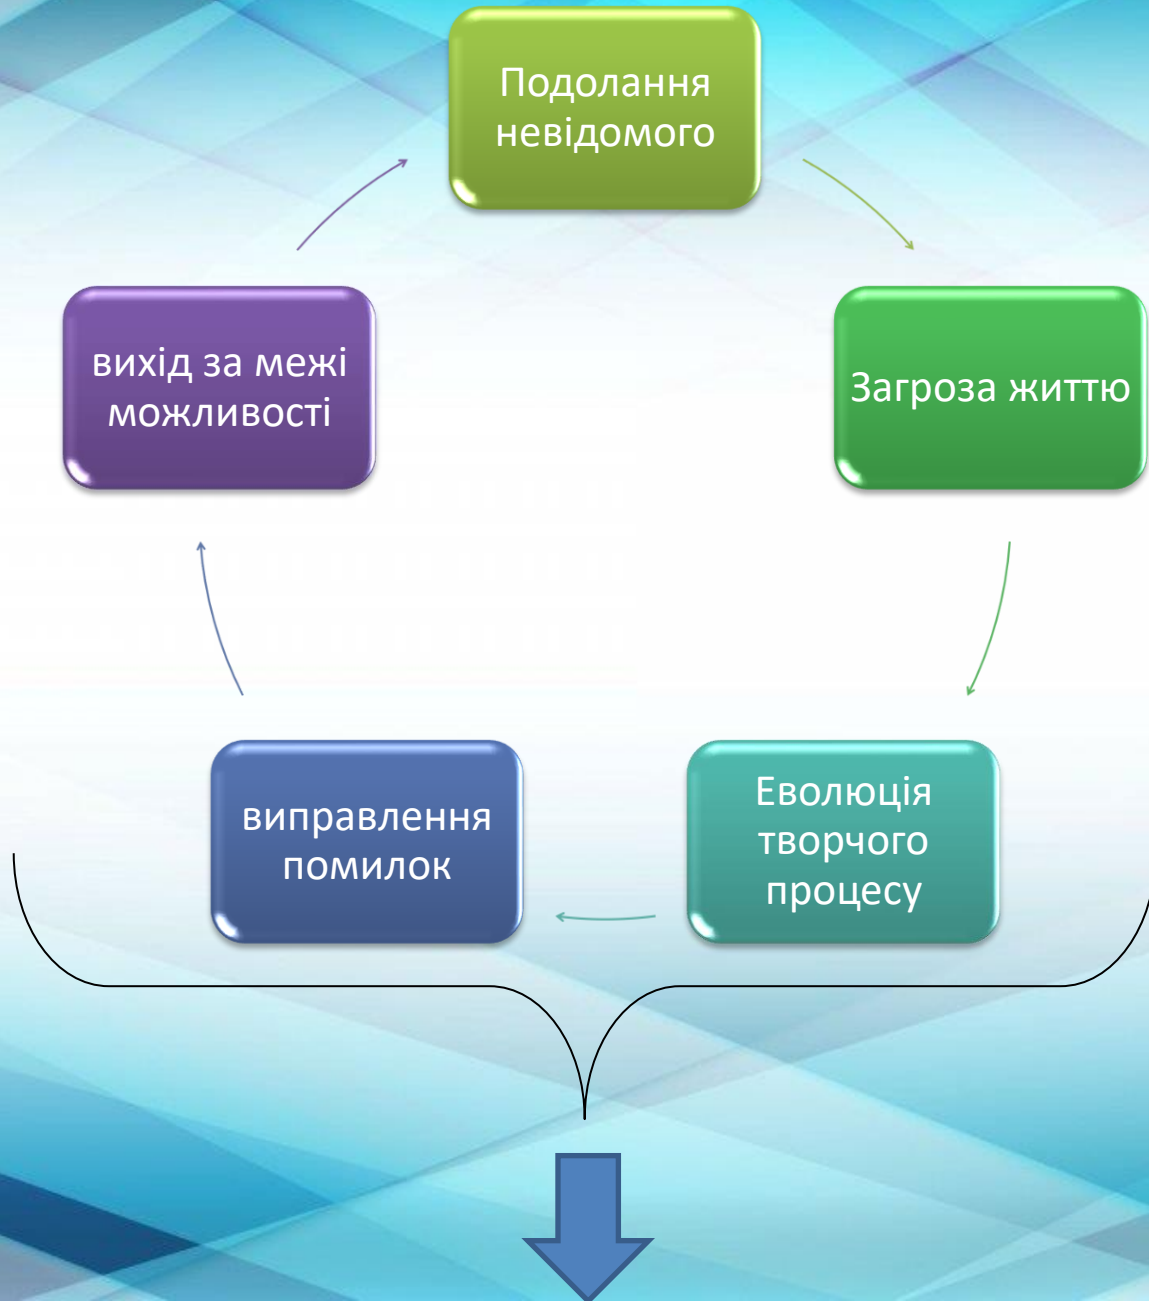 Подолання
невідомого
Загроза життю
Еволюція
творчого
процесу
виправлення
помилок
вихід за межі
можливості